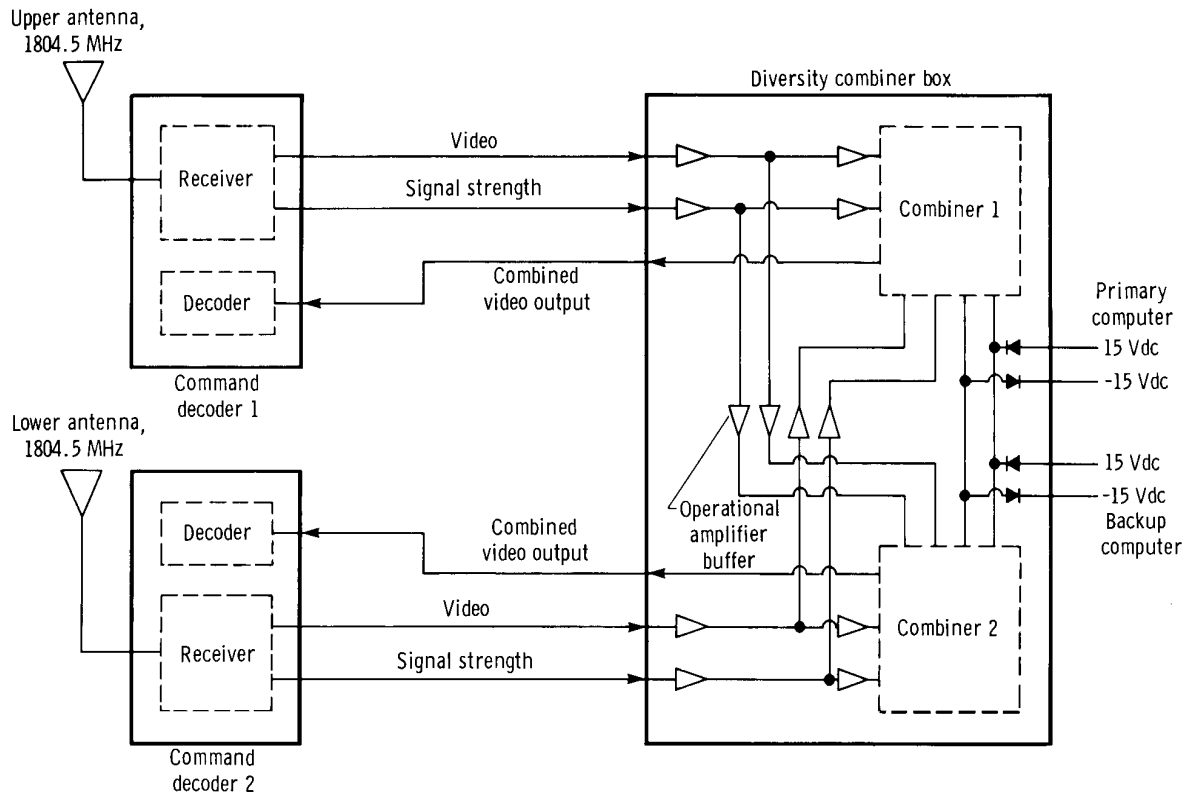 Upper antenna,
1804.5 MHz
Diversity combiner box
Video
Receiver
Signal strength
Combiner 1
Combined
video output
Decoder
Primary
computer
15 Vdc
-15 Vdc
Command
decoder 1
Lower antenna,
1804.5 MHz
15 Vdc
-15 Vdc
Backup
computer
Operational
amplifier
buffer
Decoder
Combined
video output
Video
Receiver
Combiner 2
Signal strength
Command
decoder 2